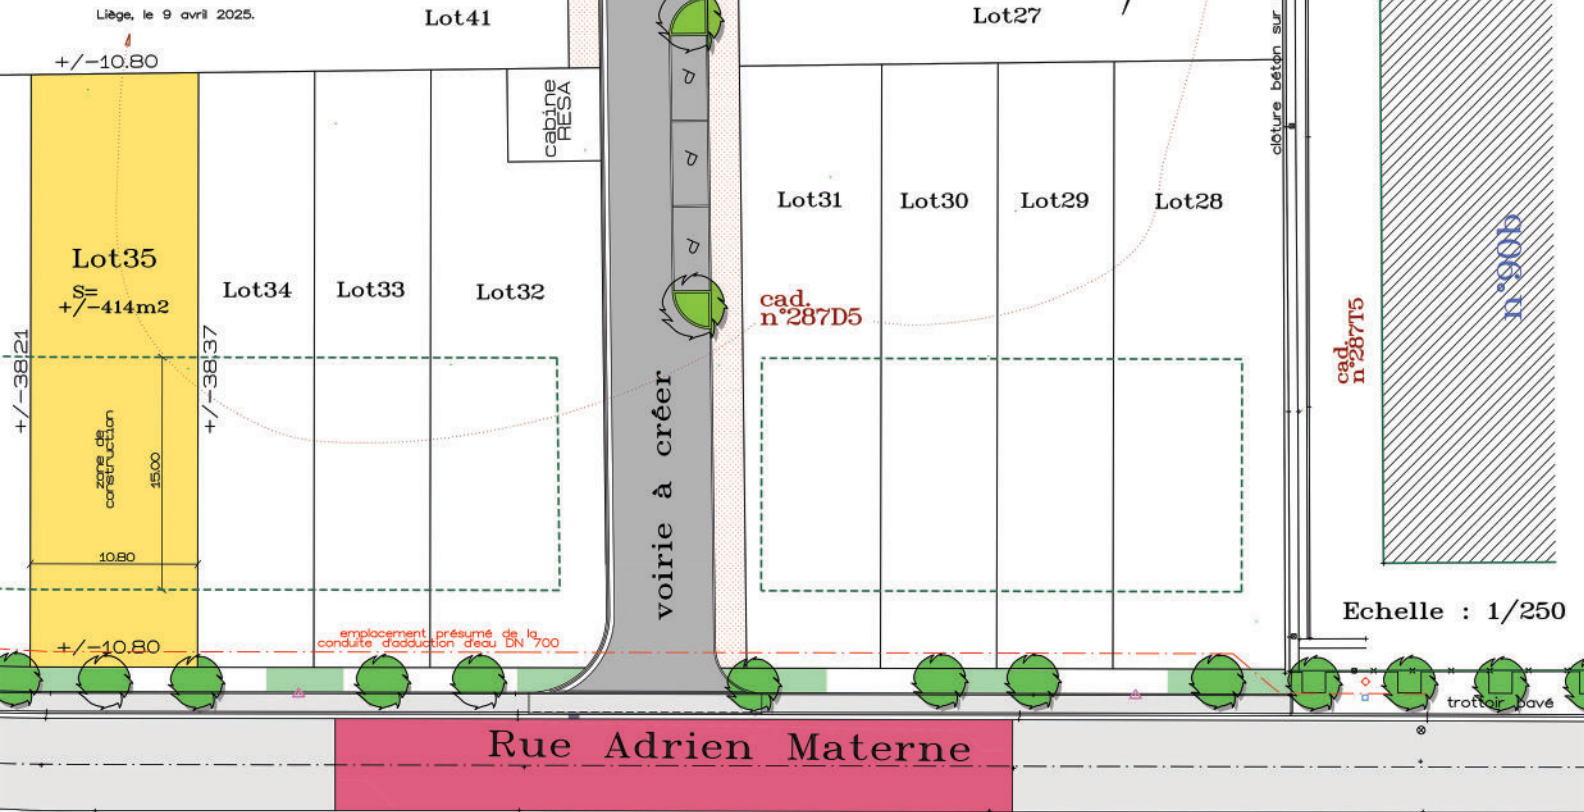 Liège, le 9 avril 2025.
Lot41
Lot27
+/-10.80
cabine
RESA
P
P
P
clôture béton sur
Lot31
Lot30
Lot29
Lot28
Lot35
S=
+/-414m2
Lot34
Lot33
Lot32
cad.
n°287D5
n°90b
cad.
n°287T5
+/-38.21
+/-38.37
zone de
construction
15.00
10.80
voirie à créer
+/-10.80
emplacement présumé de la
conduite d'adduction d'eau DN 700
Echelle : 1/250
trottoir pavé
Rue Adrien Materne